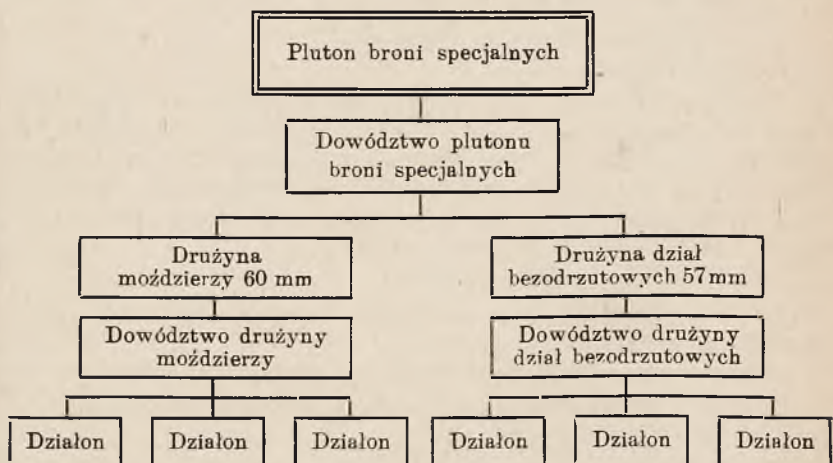 Pluton broni specjalnych
Dowództwo plutonu
broni specjalnych
Drużyna
moździerzy 60 mm
Drużyna dział
bezodrzutowych 57mm
Dowództwo drużyny
moździerzy
Dowództwo drużyny
dział bezodrzutowych
Działon
Działon
Działon
Działon
Działon
Działon